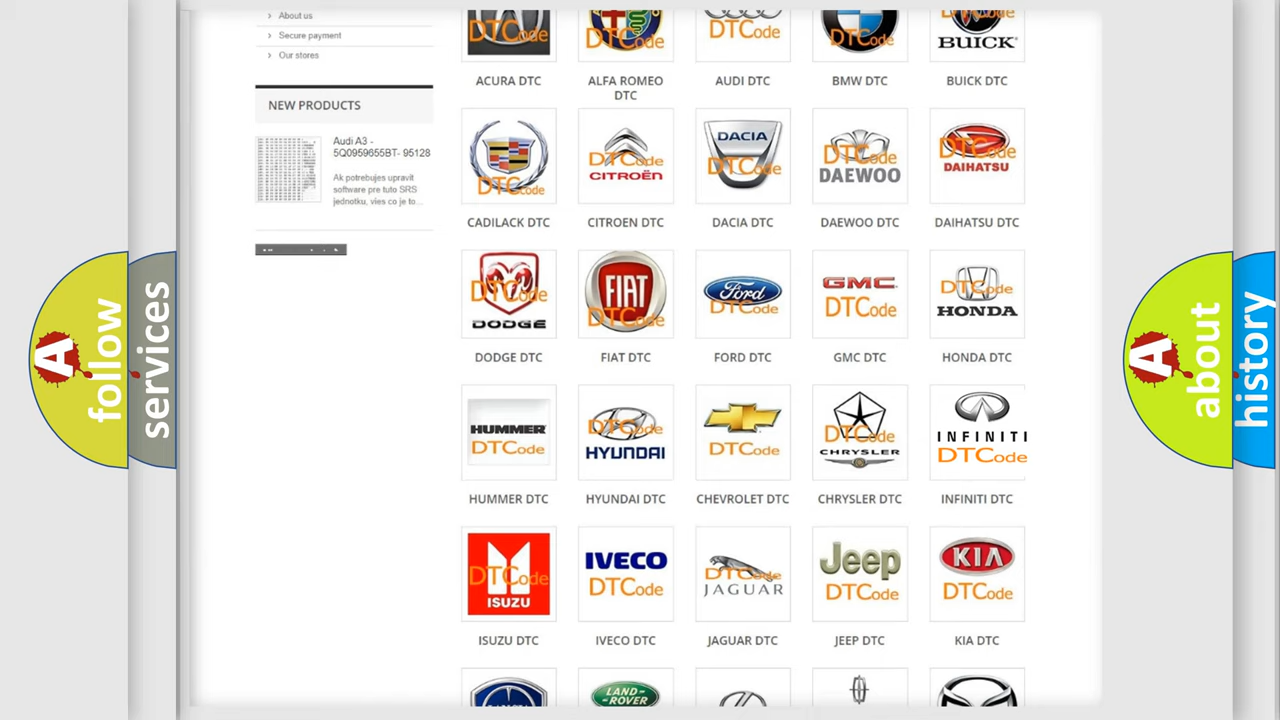 About us
Secure payment
Our stores
NEW PRODUCTS
Audi A3 -
5Q0959655BT- 95128
Ak potrebujes upravit
software pre tuto SRS
jednotku, vies co je to...
DTCode
DTCode
DTCode
DTCode
BUICK
ACURA DTC
ALFA ROMEO
DTC
AUDI DTC
BMW DTC
BUICK DTC
DTCode
DTCode
CITROËN
DACIA
DTCode
DTCode
DAEWOO
DTCode
DAIHATSU
CADILACK DTC
CITROEN DTC
DACIA DTC
DAEWOO DTC
DAIHATSU DTC
DTCode
DODGE
FIAT
DTCode
Ford
DTCode
GMC
DTCode
DTCode
HONDA
DODGE DTC
FIAT DTC
FORD DTC
GMC DTC
HONDA DTC
HUMMER
DTCode
DTCode
HYUNDAI
DTCode
DTCode
CHRYSLER
INFINITI
DTCode
HUMMER DTC
HYUNDAI DTC
CHEVROLET DTC
CHRYSLER DTC
INFINITI DTC
DTCode
ISUZU
IVECO
DTCode
DTCode
JAGUAR
Jeep
DTCode
KIA
DTCode
ISUZU DTC
IVECO DTC
JAGUAR DTC
JEEP DTC
KIA DTC
LAND-
ROVER
A
follow
services
A
about
history